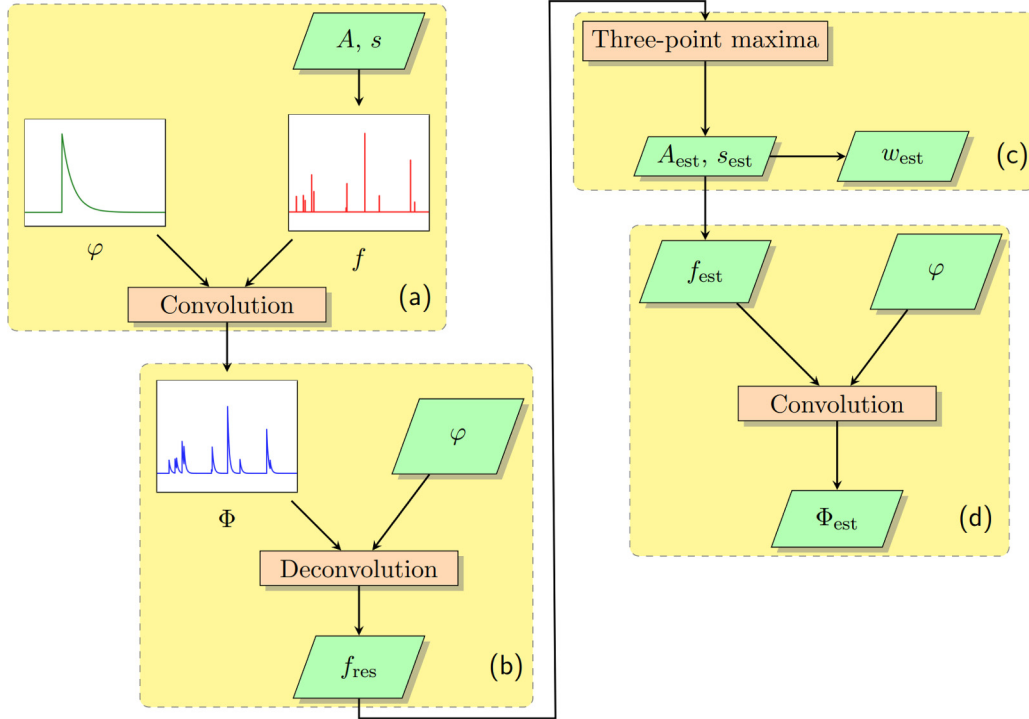 A, s
φ
f
Convolution
(a)
Φ
φ
Deconvolution
f_res
(b)
Three-point maxima
A_est, s_est
w_est
(c)
f_est
φ
Convolution
Φ_est
(d)